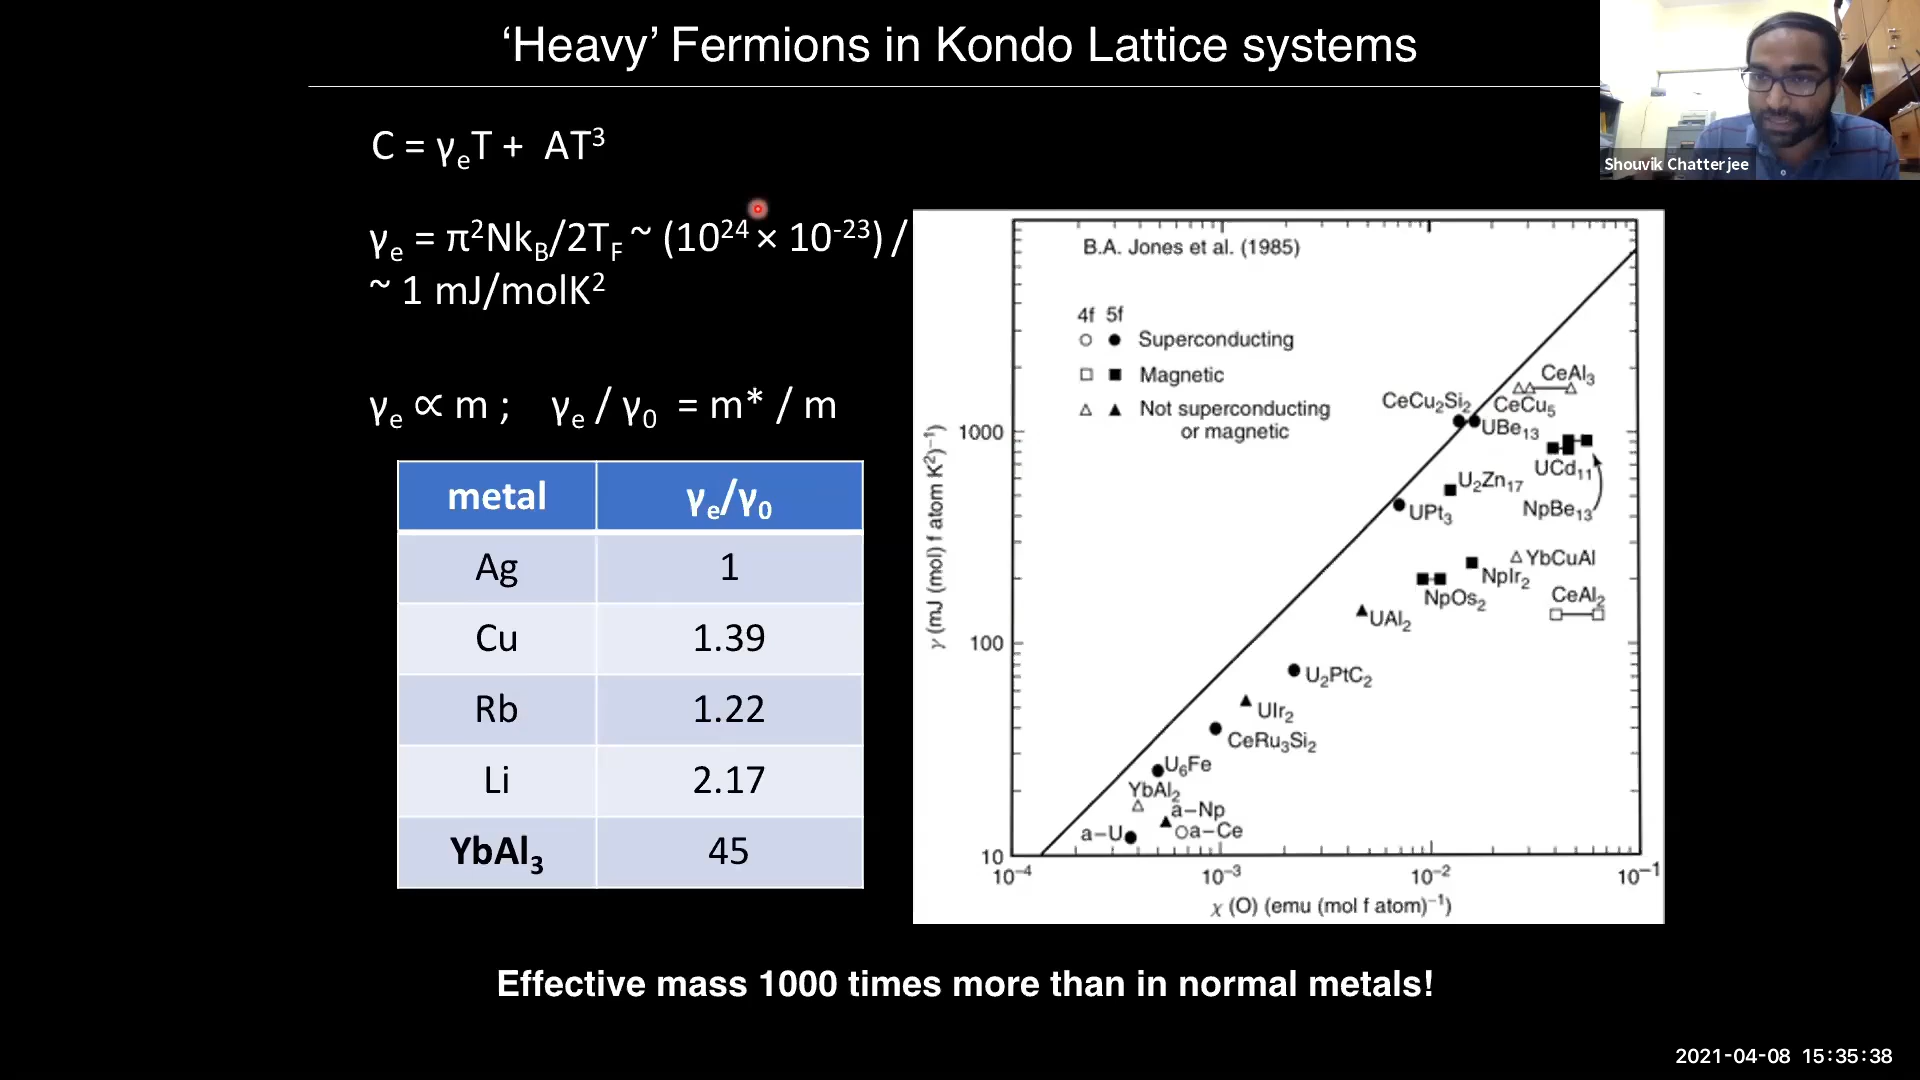 ‘Heavy’ Fermions in Kondo Lattice systems
Shouvik Chatterjee
C = γₑT + AT³
γₑ = π²Nk_B/2T_F ~ (10²⁴ × 10⁻²³) /
~ 1 mJ/molK²
γₑ ∝ m ; γₑ / γ₀ = m* / m
metal γₑ/γ₀
Ag 1
Cu 1.39
Rb 1.22
Li 2.17
YbAl₃ 45
B.A. Jones et al. (1985)
4f 5f
Superconducting
Magnetic
Not superconducting
or magnetic
CeAl₃
CeCu₂Si₂
CeCu₅
UBe₁₃
UCd₁₁
U₂Zn₁₇
NpBe₁₃
UPt₃
YbCuAl
NpIr₂
CeAl₂
NpOs₂
UAl₂
U₂PtC₂
UIr₂
CeRu₃Si₂
U₆Fe
YbAl₂
a–Np
a–U
a–Ce
γ (mJ (mol) f atom K²)⁻¹)
1000
100
10
10⁻⁴ 10⁻³ 10⁻² 10⁻¹
χ (O) (emu (mol f atom)⁻¹)
Effective mass 1000 times more than in normal metals!
2021-04-08 15:35:38